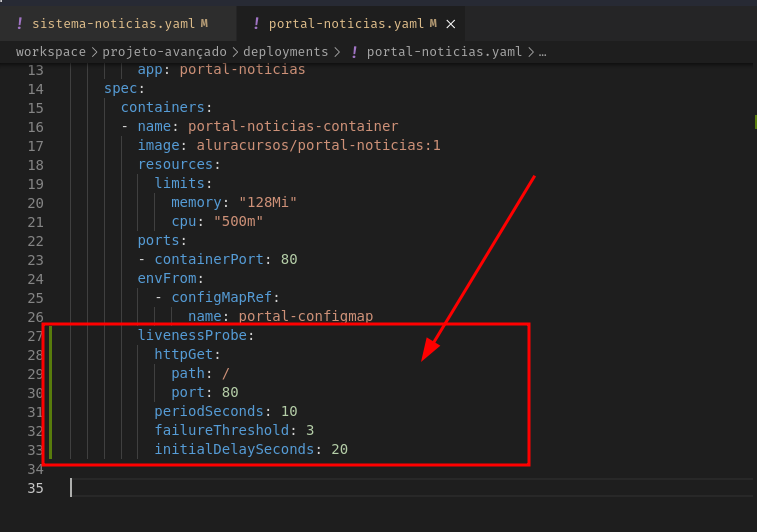 ! sistema-noticias.yaml M ! portal-noticias.yaml M ×
workspace > projeto-avançado > deployments > ! portal-noticias.yaml > …
13 app: portal-noticias
14 spec:
15 containers:
16 - name: portal-noticias-container
17 image: aluracursos/portal-noticias:1
18 resources:
19 limits:
20 memory: "128Mi"
21 cpu: "500m"
22 ports:
23 - containerPort: 80
24 envFrom:
25 - configMapRef:
26 name: portal-configmap
27 livenessProbe:
28 httpGet:
29 path: /
30 port: 80
31 periodSeconds: 10
32 failureThreshold: 3
33 initialDelaySeconds: 20
34
35